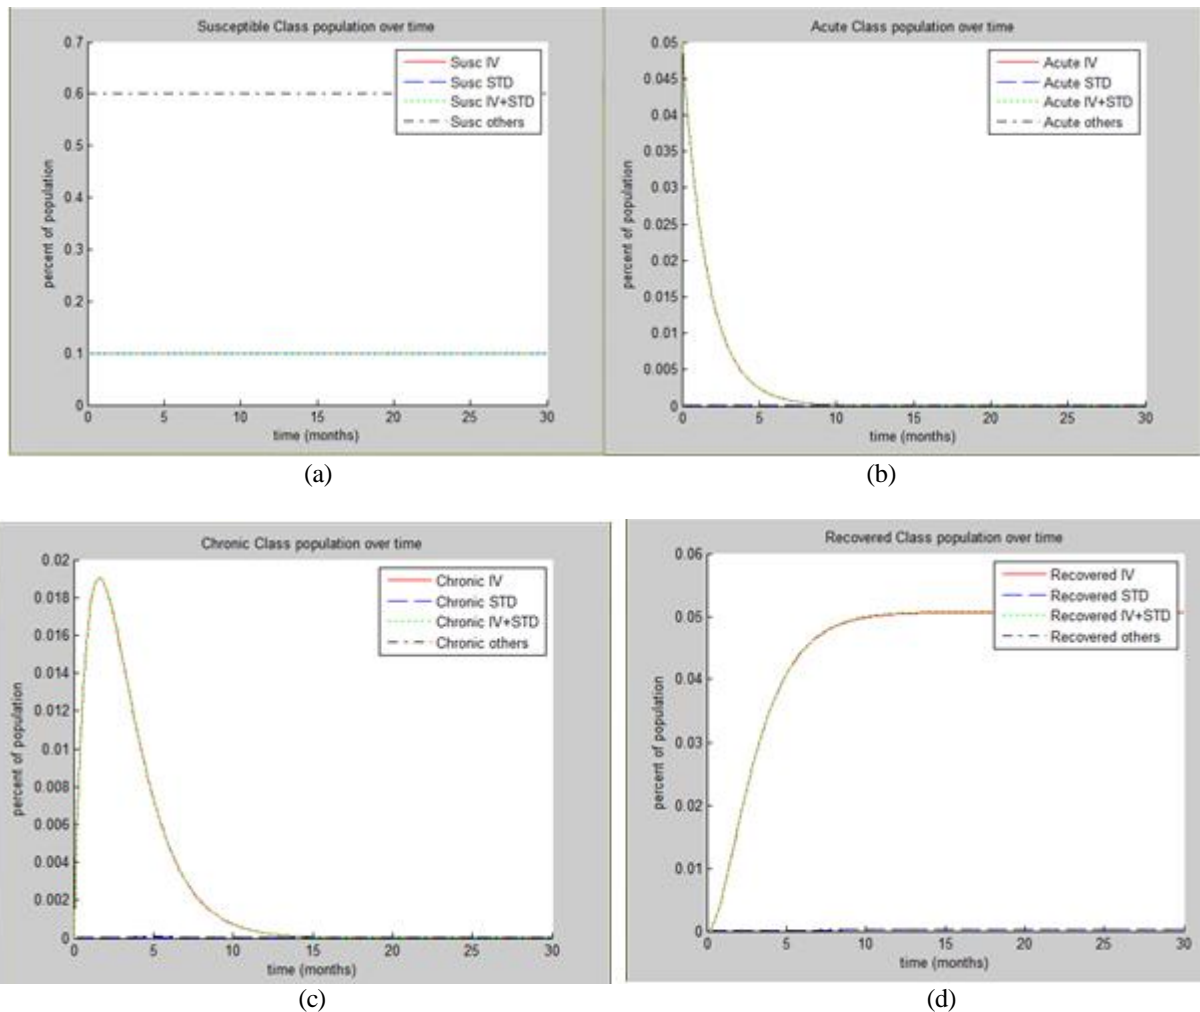 Susceptible Class population over time
0.7
0.6
0.5
0.4
0.3
0.2
0.1
0
percent of population
Susc IV
Susc STD
Susc IV+STD
Susc others
0 5 10 15 20 25 30
time (months)
(a)
Acute Class population over time
0.05
0.045
0.04
0.035
0.03
0.025
0.02
0.015
0.01
0.005
0
percent of population
Acute IV
Acute STD
Acute IV+STD
Acute others
0 5 10 15 20 25 30
time (months)
(b)
Chronic Class population over time
0.02
0.018
0.016
0.014
0.012
0.01
0.008
0.006
0.004
0.002
0
percent of population
Chronic IV
Chronic STD
Chronic IV+STD
Chronic others
0 5 10 15 20 25 30
time (months)
(c)
Recovered Class population over time
0.06
0.05
0.04
0.03
0.02
0.01
0
percent of population
Recovered IV
Recovered STD
Recovered IV+STD
Recovered others
0 5 10 15 20 25 30
time (months)
(d)